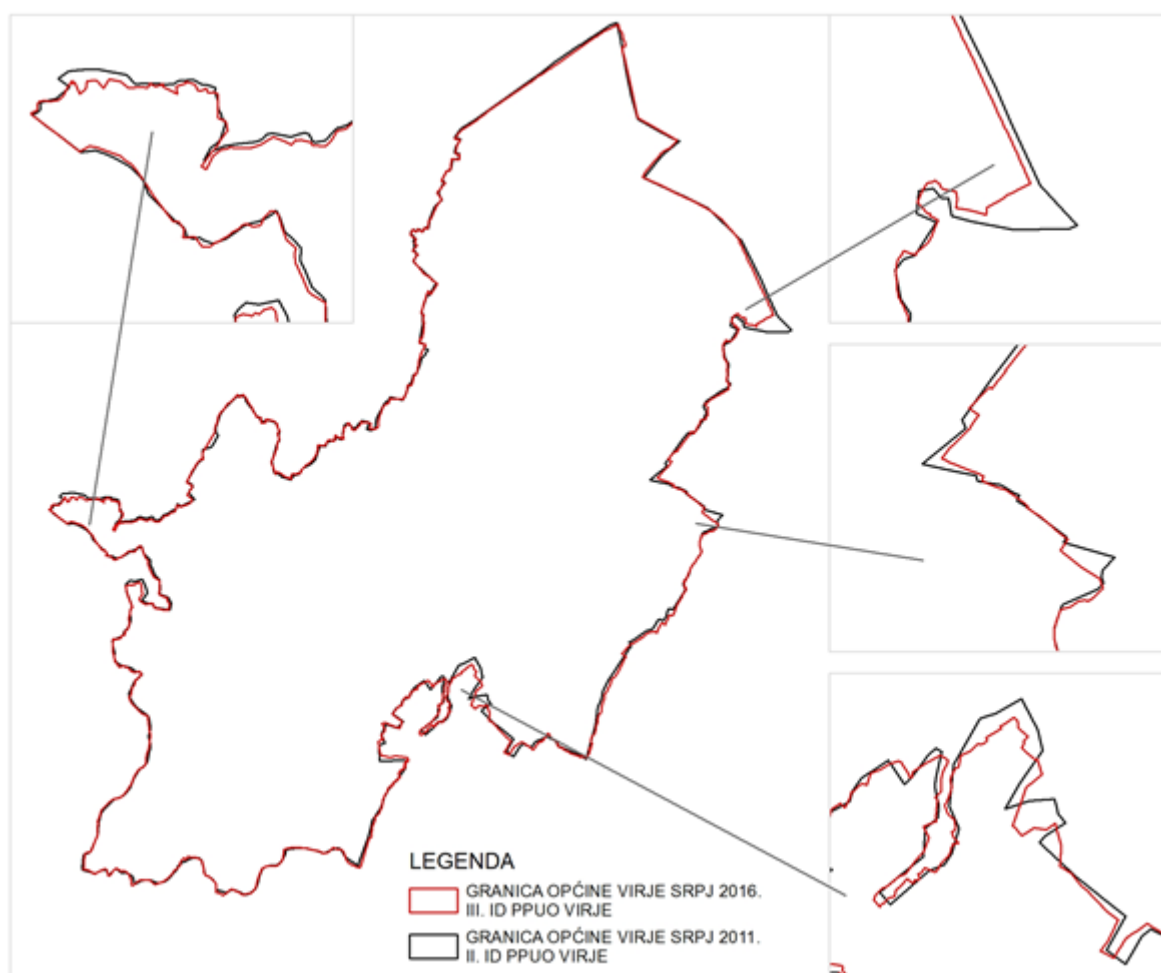 LEGENDA
GRANICA OPĆINE VIRJE SRPJ 2016.
III. ID PPUO VIRJE
GRANICA OPĆINE VIRJE SRPJ 2011.
II. ID PPUO VIRJE